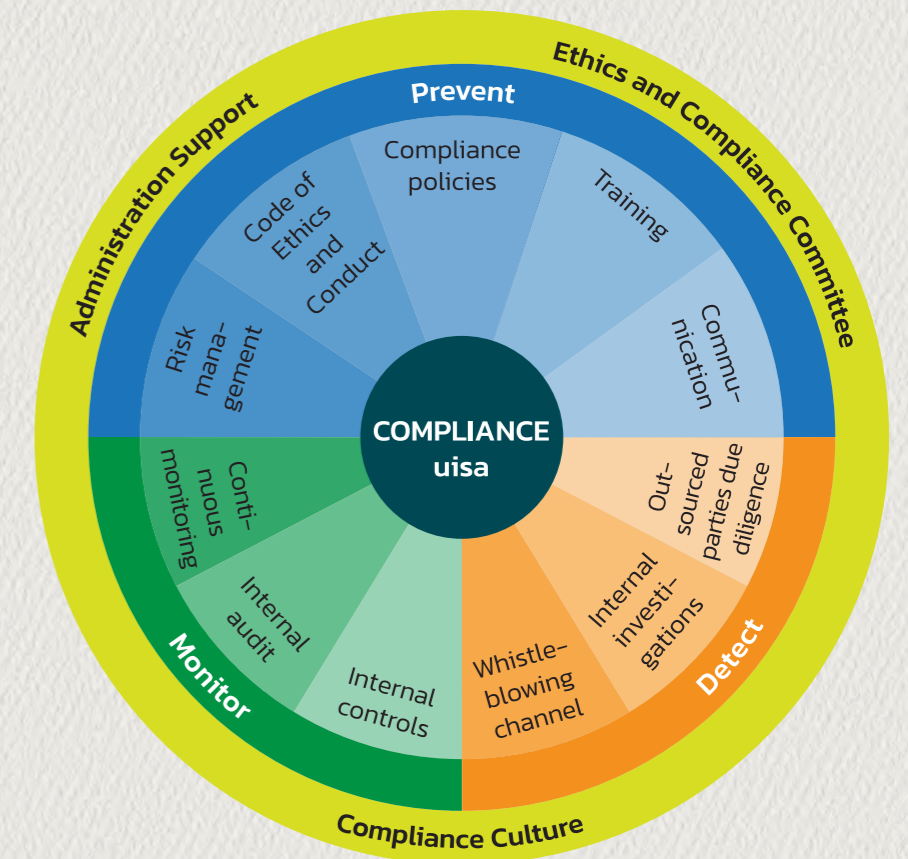 Administration Support
Ethics and Compliance Committee
Prevent
Risk
mana-
gement
Code of
Ethics
and
Conduct
Compliance
policies
Training
Commu-
nication
COMPLIANCE
uisa
Out-
sourced
parties due
diligence
Internal
investi-
gations
Whistle-
blowing
channel
Detect
Conti-
nuous
monitoring
Internal
audit
Internal
controls
Monitor
Compliance Culture